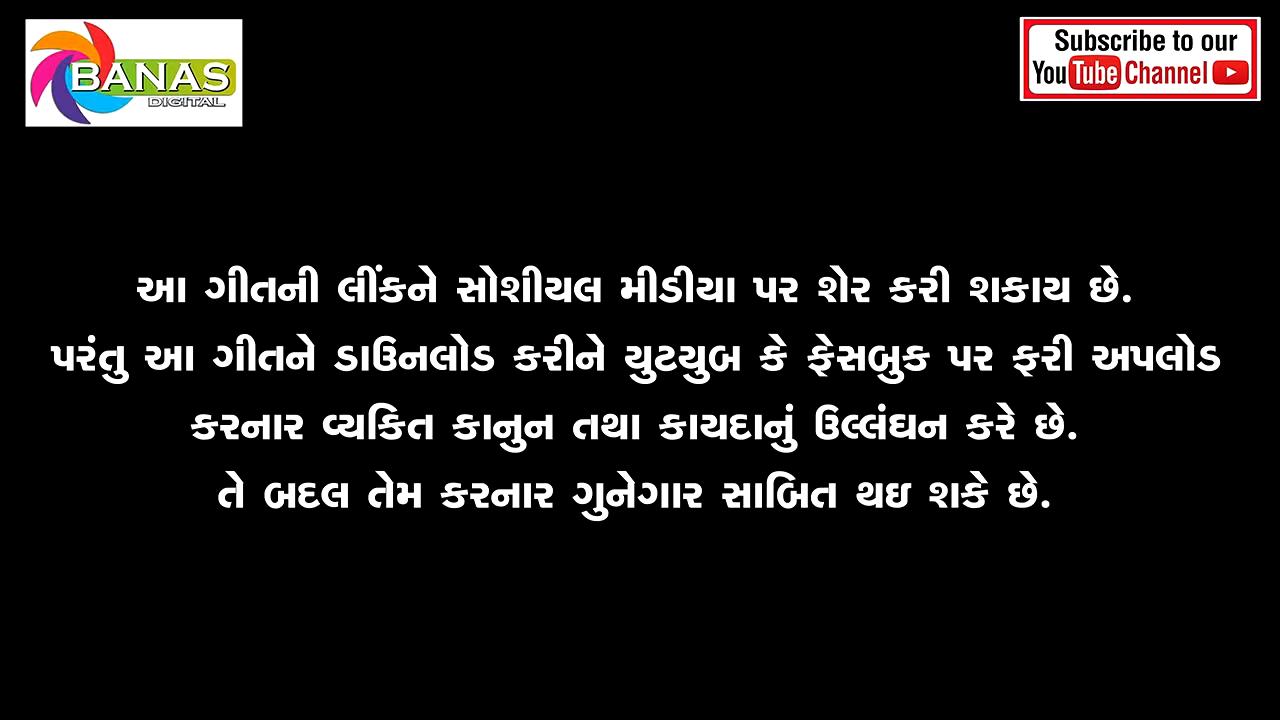 BANAS
DIGITAL
Subscribe to our
YouTube Channel
આ ગીતની લીંકને સોશીયલ મીડીયા પર શેર કરી શકાય છે.
પરંતુ આ ગીતને ડાઉનલોડ કરીને યુટયુબ કે ફેસબુક પર ફરી અપલોડ
કરનાર વ્યકિત કાનુન તથા કાયદાનું ઉલ્લંઘન કરે છે.
તે બદલ તેમ કરનાર ગુનેગાર સાબિત થઇ શકે છે.